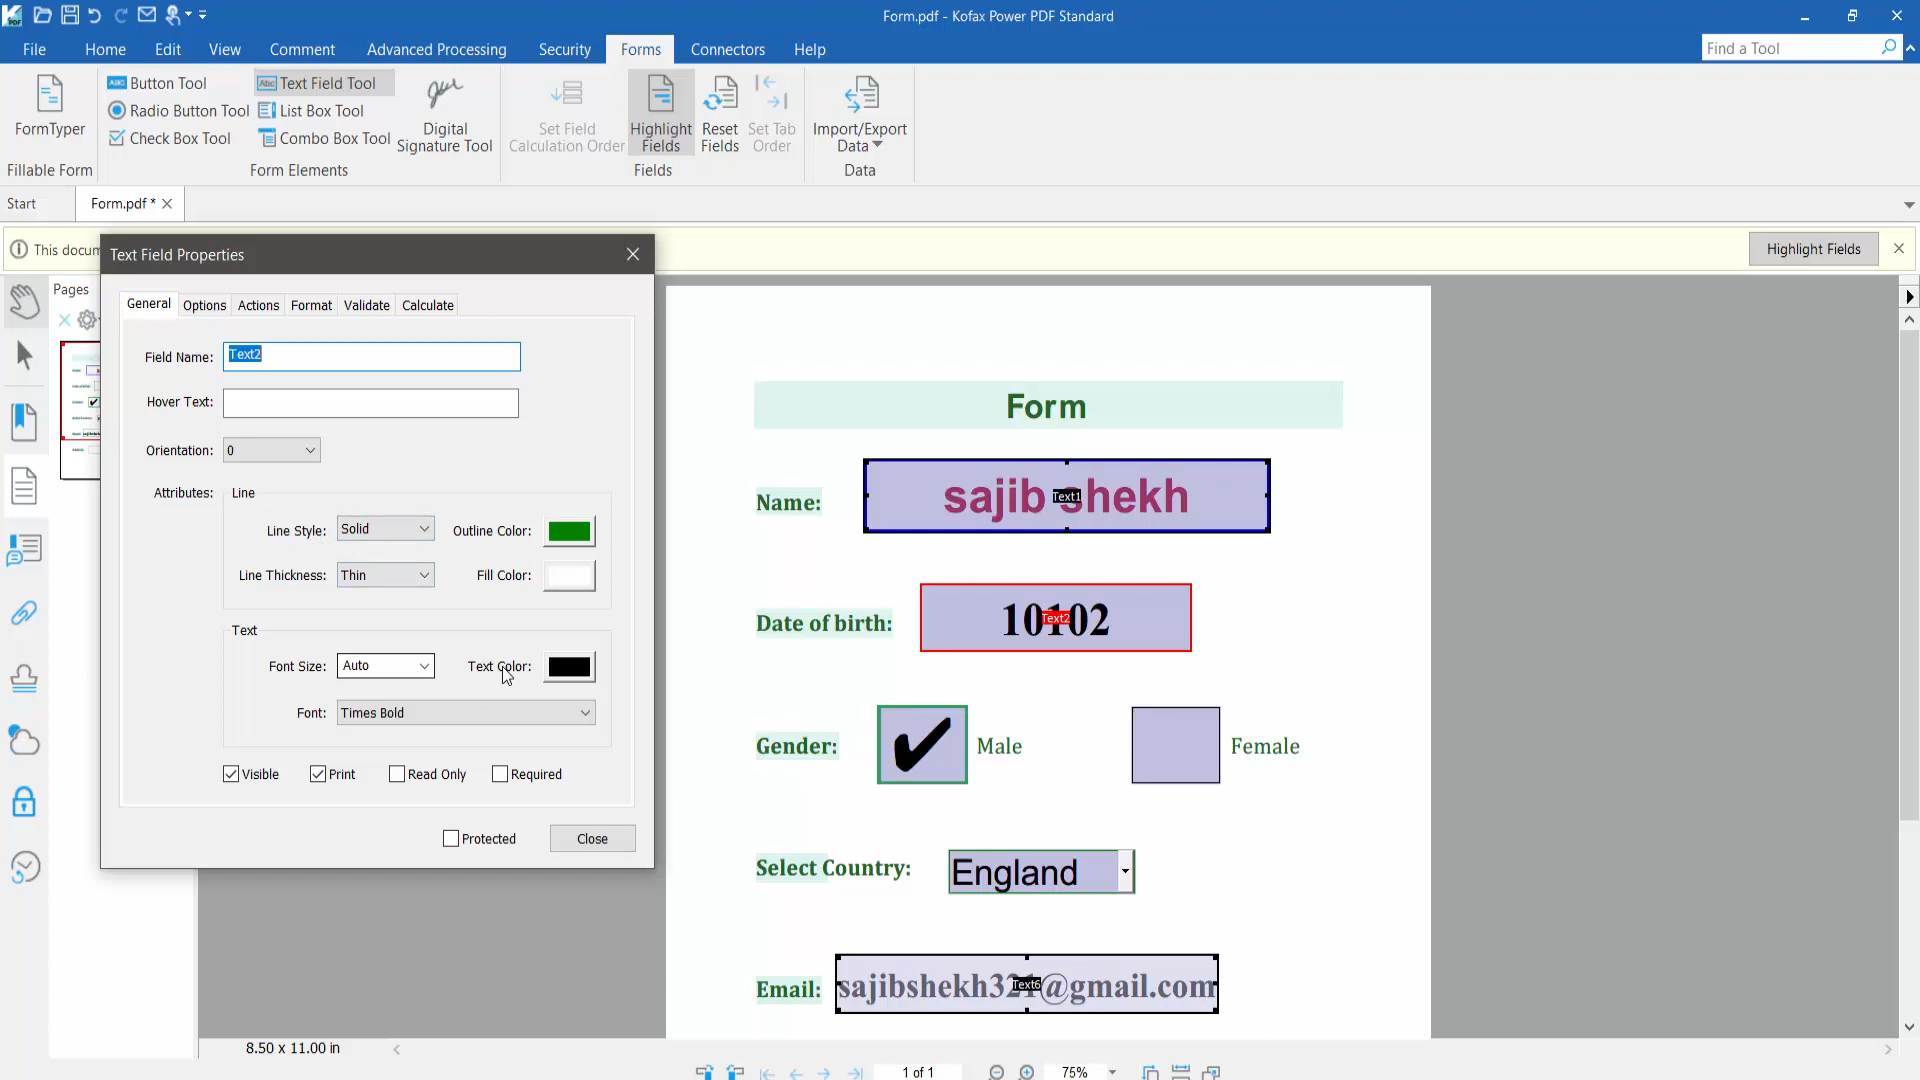 Form.pdf - Kofax Power PDF Standard
File Home Edit View Comment Advanced Processing Security Forms Connectors Help
Find a Tool
FormTyper
Fillable Form
Button Tool
Radio Button Tool
Check Box Tool
Text Field Tool
List Box Tool
Combo Box Tool
Digital
Signature Tool
Form Elements
Set Field
Calculation Order
Highlight
Fields
Reset
Fields
Set Tab
Order
Fields
Import/Export
Data
Data
Start
Form.pdf *
This docum
Highlight Fields
Pages
Text Field Properties
General Options Actions Format Validate Calculate
Field Name: Text2
Hover Text:
Orientation: 0
Attributes: Line
Line Style: Solid Outline Color:
Line Thickness: Thin Fill Color:
Text
Font Size: Auto Text Color:
Font: Times Bold
Visible Print Read Only Required
Protected
Close
Form
Name: sajib shekh
Text1
Date of birth: 10102
Text2
Gender: Male Female
Select Country: England
Email: sajibshekh321@gmail.com
Text6
8.50 x 11.00 in
1 of 1
75%